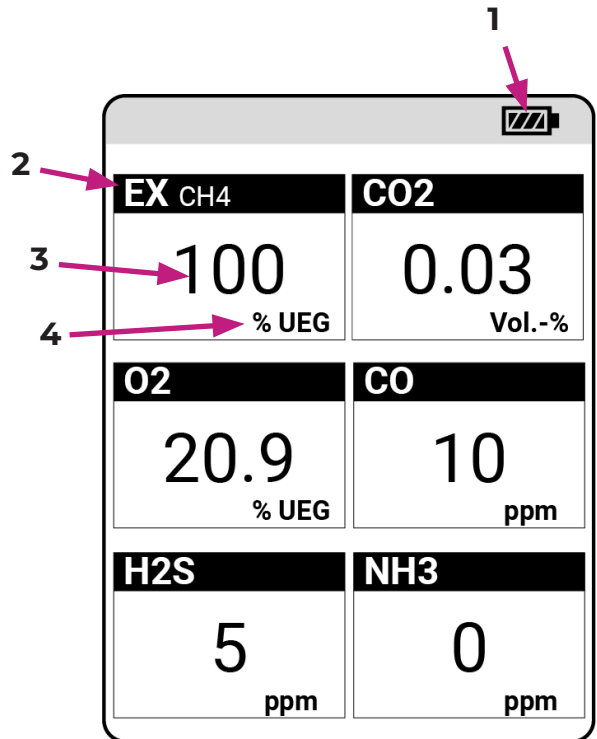 1
2
EX CH4
CO2
3
100
0.03
4
% UEG
Vol.-%
O2
CO
20.9
10
% UEG
ppm
H2S
NH3
5
0
ppm
ppm